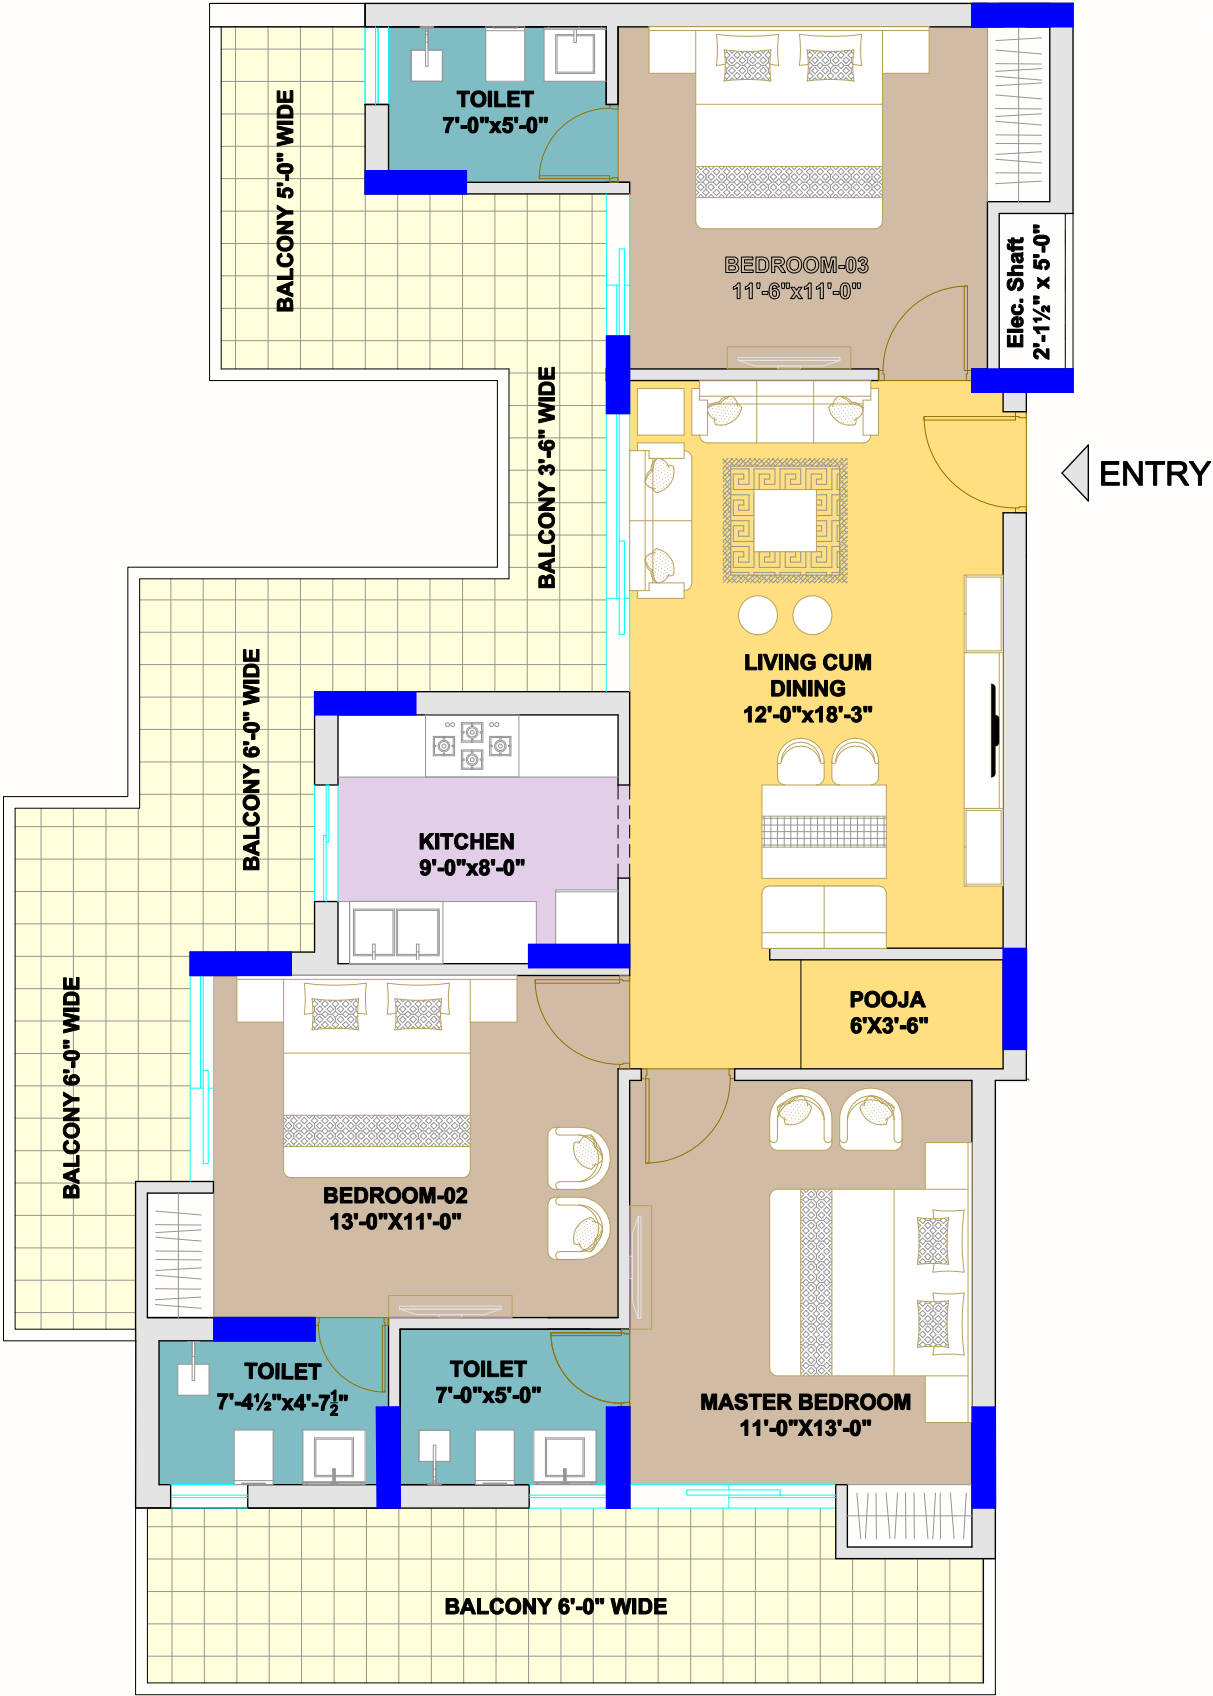 TOILET
7'-0"x5'-0"
BALCONY 5'-0" WIDE
BEDROOM-03
11'-6"x11'-0"
Elec. Shaft
2'-1½" x 5'-0"
BALCONY 3'-6" WIDE
ENTRY
LIVING CUM
DINING
12'-0"x18'-3"
BALCONY 6'-0" WIDE
KITCHEN
9'-0"x8'-0"
POOJA
6'X3'-6"
BALCONY 6'-0" WIDE
BEDROOM-02
13'-0"X11'-0"
TOILET
7'-4½"x4'-7½"
TOILET
7'-0"x5'-0"
MASTER BEDROOM
11'-0"X13'-0"
BALCONY 6'-0" WIDE